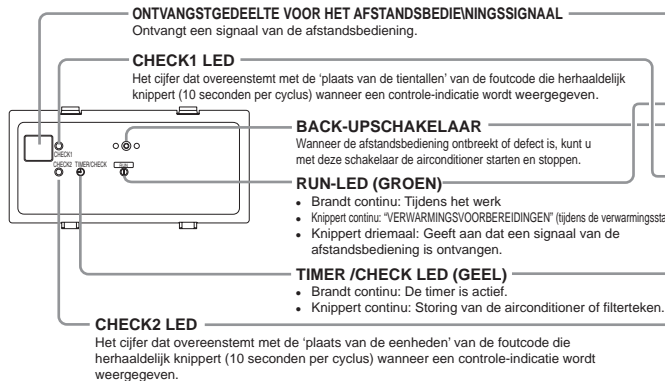 ONTVANGSTGEDEELTE VOOR HET AFSTANDSBEDIE\NINGSSIGNAAL
Ontvangt een signaal van de afstandsbediening.
CHECK1 LED
Het cijfer dat overeenstemt met de ‘plaats van de tientallen’ van de foutcode die herhaaldelijk
knippert (10 seconden per cyclus) wanneer een controle-indicatie wordt weergegeven.
BACK-UPSCHAKELAAR
Wanneer de afstandsbediening ontbreekt of defect is, kunt u
met deze schakelaar de airconditioner starten en stoppen.
CHECK1
CHECK2 TIMER/CHECK RUN
RUN-LED (GROEN)
• Brandt continu: Tijdens het werk
• Knippert continu: “VERWARMINGSVOORBEREIDINGEN” (tijdens de verwarmingssta
• Knippert driemaal: Geeft aan dat een signaal van de
afstandsbediening is ontvangen.
TIMER /CHECK LED (GEEL)
• Brandt continu: De timer is actief.
• Knippert continu: Storing van de airconditioner of filterteken.
CHECK2 LED
Het cijfer dat overeenstemt met de ‘plaats van de eenheden’ van de foutcode die
herhaaldelijk knippert (10 seconden per cyclus) wanneer een controle-indicatie wordt
weergegeven.